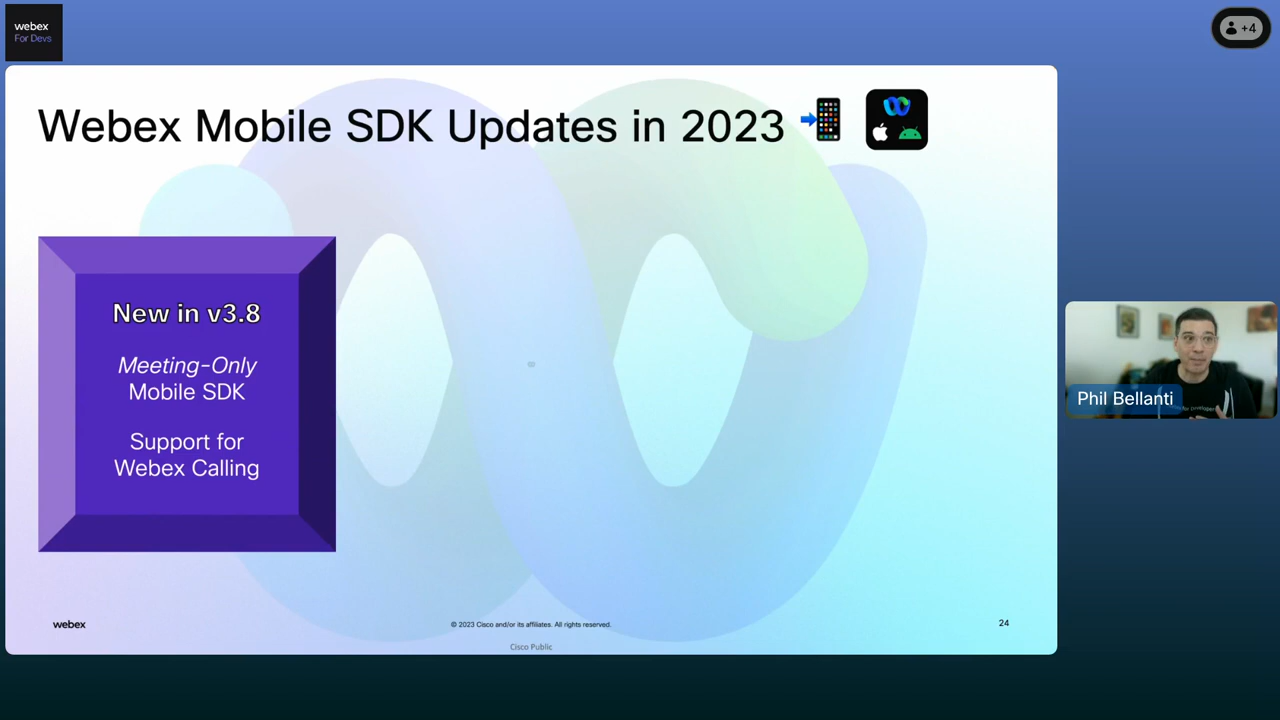 webex
For Devs
+4
Webex Mobile SDK Updates in 2023
New in v3.8
Meeting-Only
Mobile SDK
Support for
Webex Calling
Phil Bellanti
webex
© 2023 Cisco and/or its affiliates. All rights reserved.
24
Cisco Public